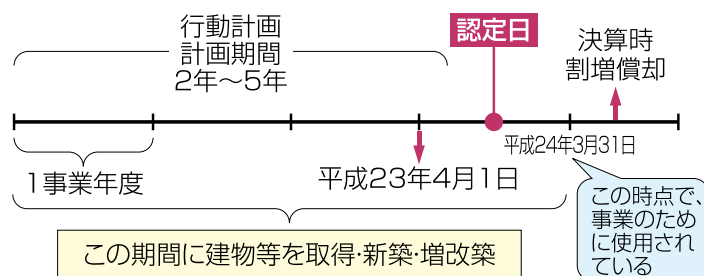 行動計画
計画期間
2年～5年
認定日
決算時
割増償却
平成24年3月31日
1事業年度
平成23年4月1日
この時点で、
事業のため
に使用され
ている
この期間に建物等を取得･新築･増改築